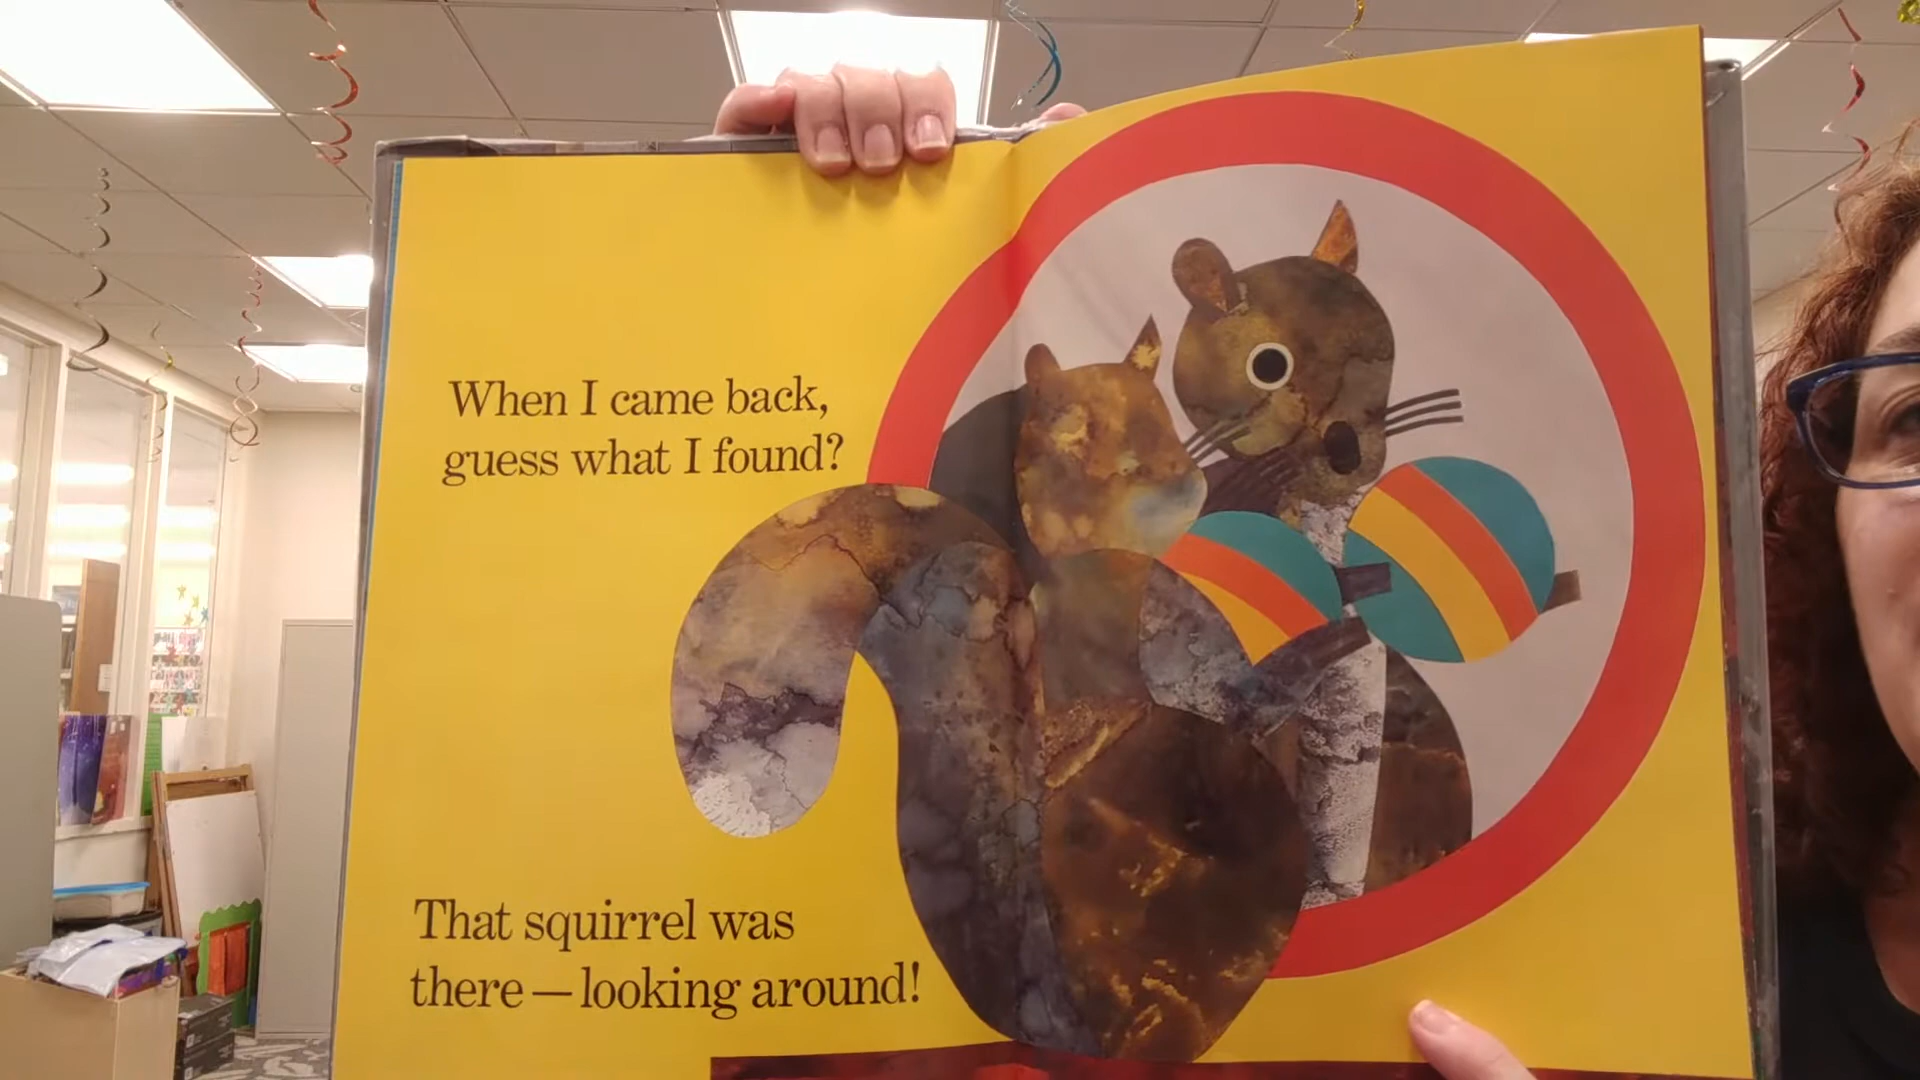 When I came back,
guess what I found?
That squirrel was
there—looking around!